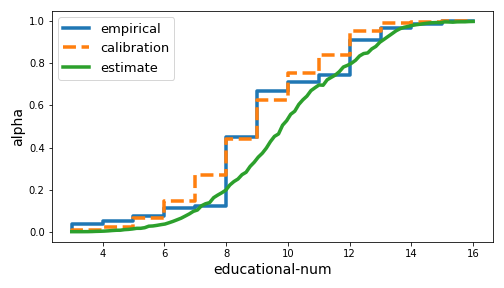 empirical
calibration
estimate
1.0
0.8
0.6
0.4
0.2
0.0
alpha
4 6 8 10 12 14 16
educational-num